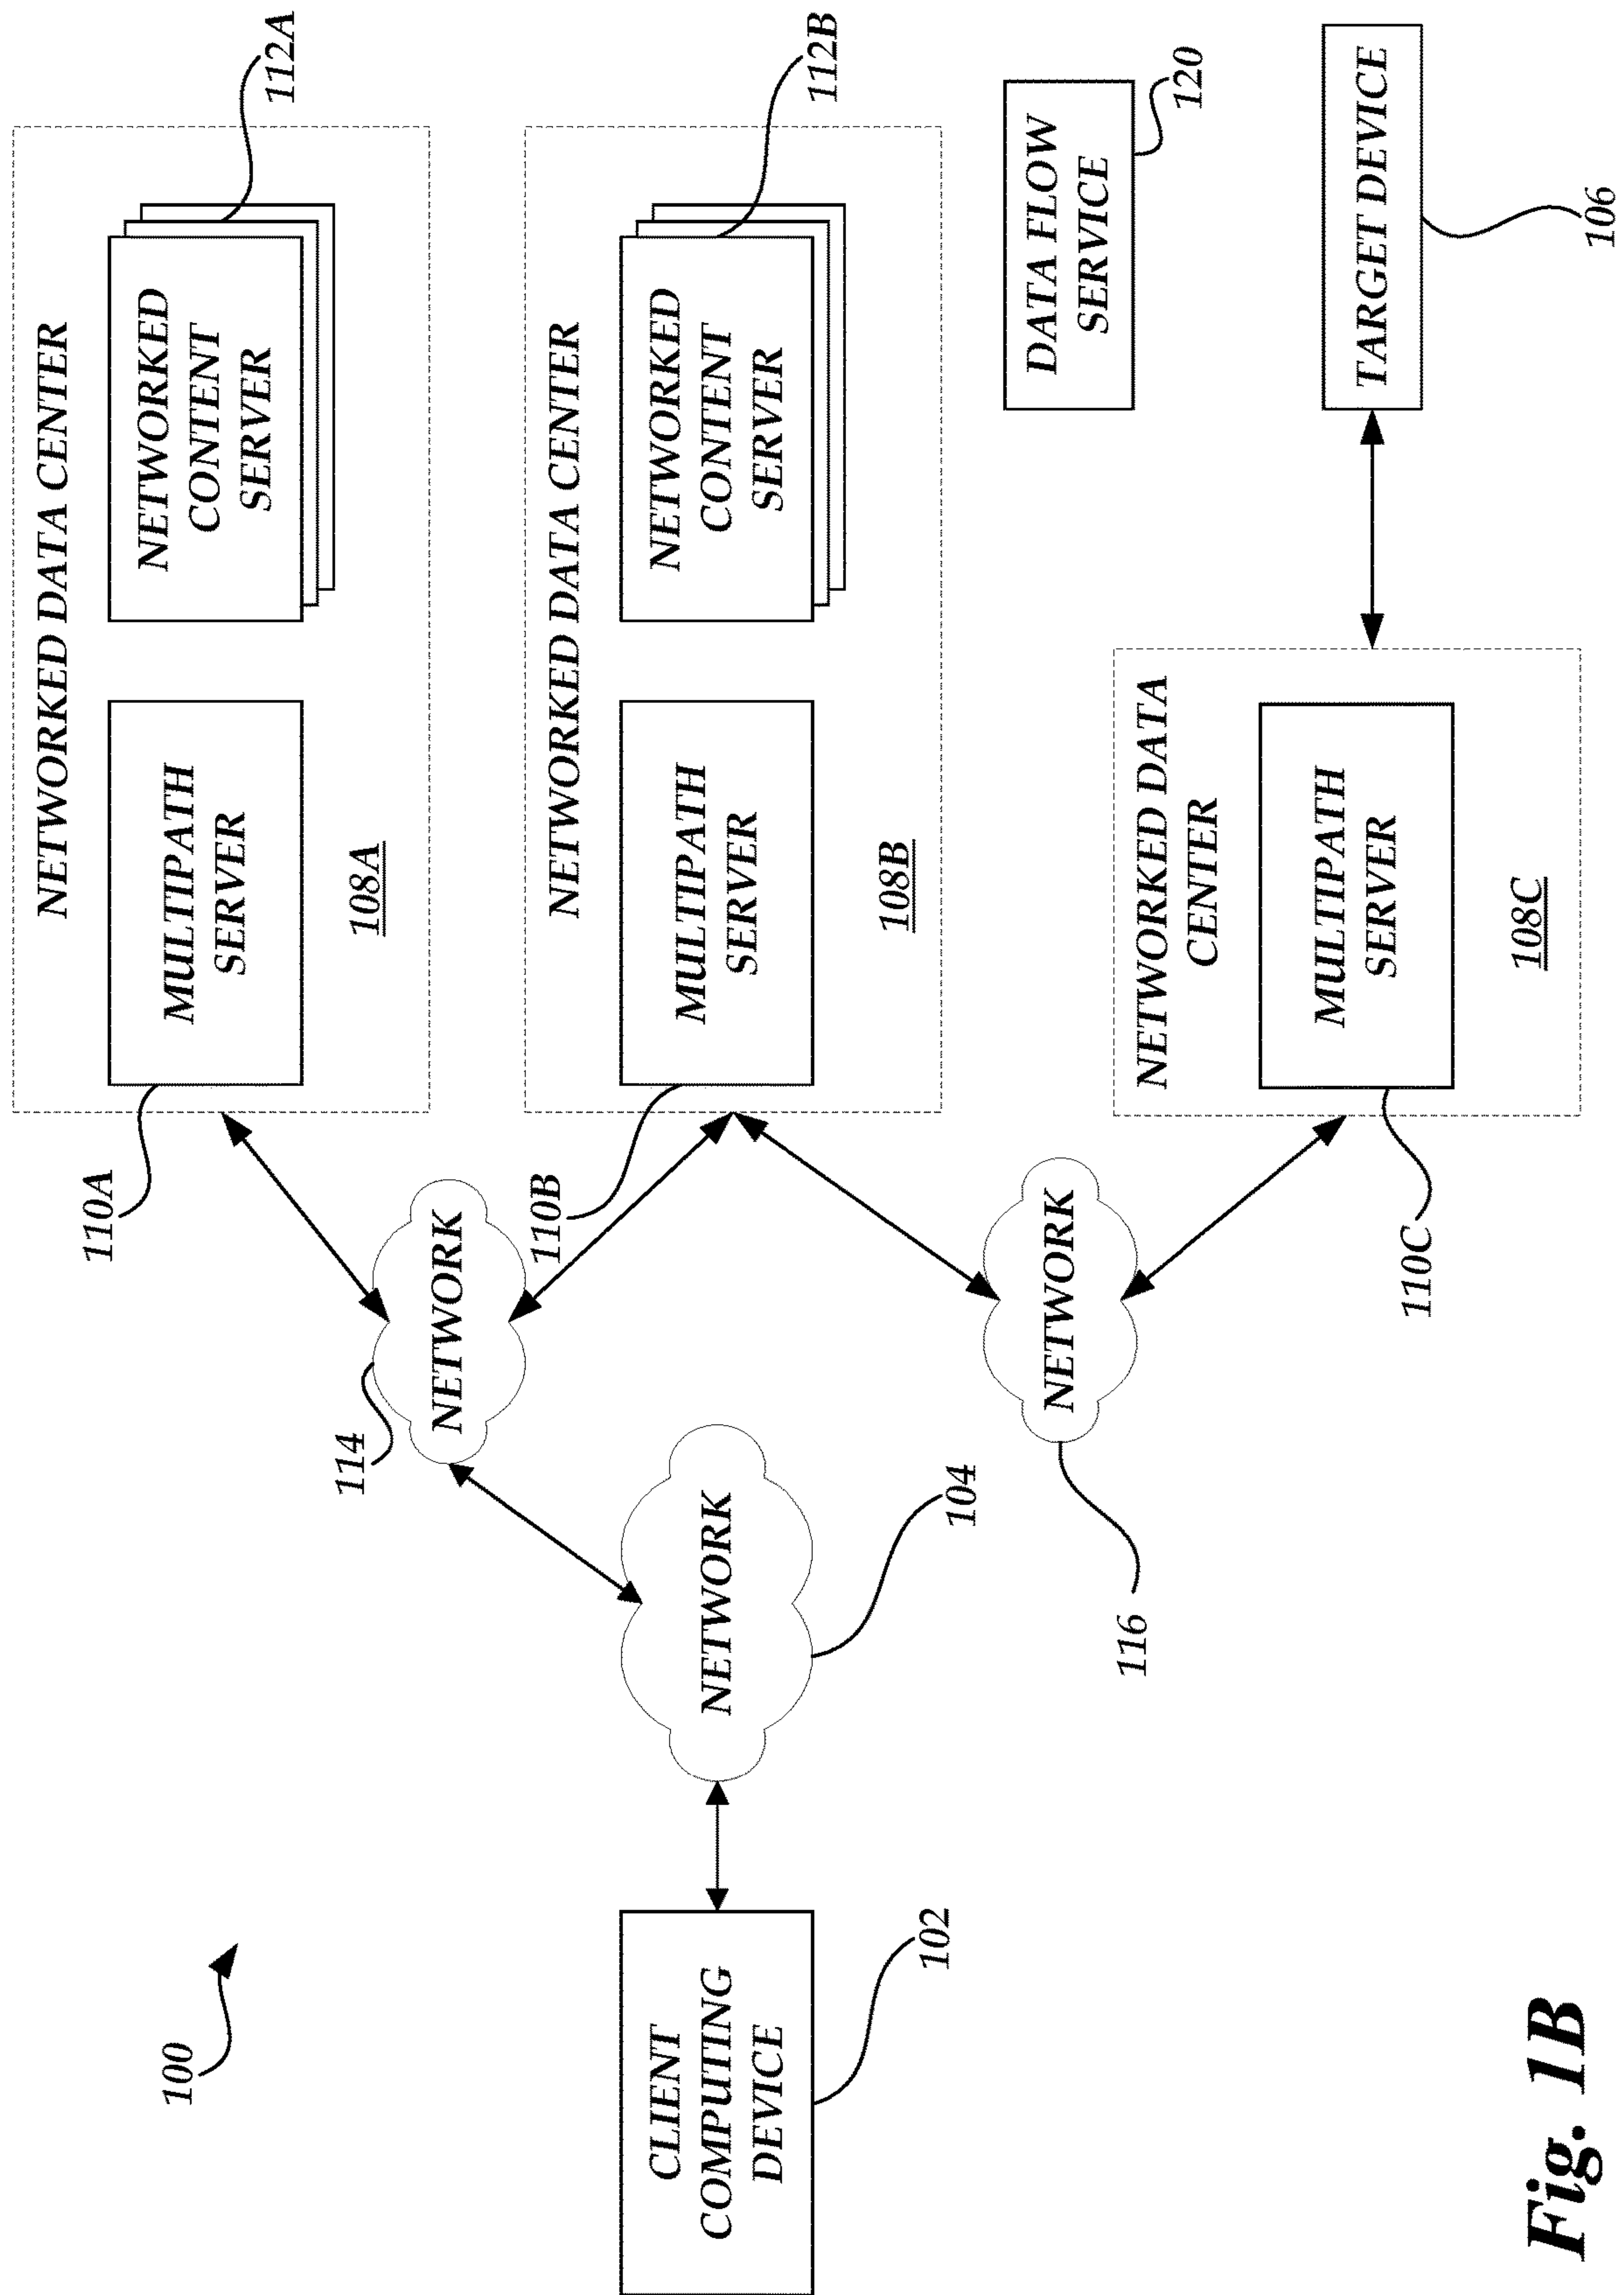 100
CLIENT
COMPUTING
DEVICE
102
NETWORK
104
114
NETWORK
NETWORK
116
NETWORKED DATA CENTER
110A
MULTIPATH
SERVER
NETWORKED
CONTENT
SERVER
112A
108A
NETWORKED DATA CENTER
110B
MULTIPATH
SERVER
NETWORKED
CONTENT
SERVER
112B
108B
DATA FLOW
SERVICE
120
NETWORKED DATA
CENTER
MULTIPATH
SERVER
110C
108C
TARGET DEVICE
106
Fig. 1B